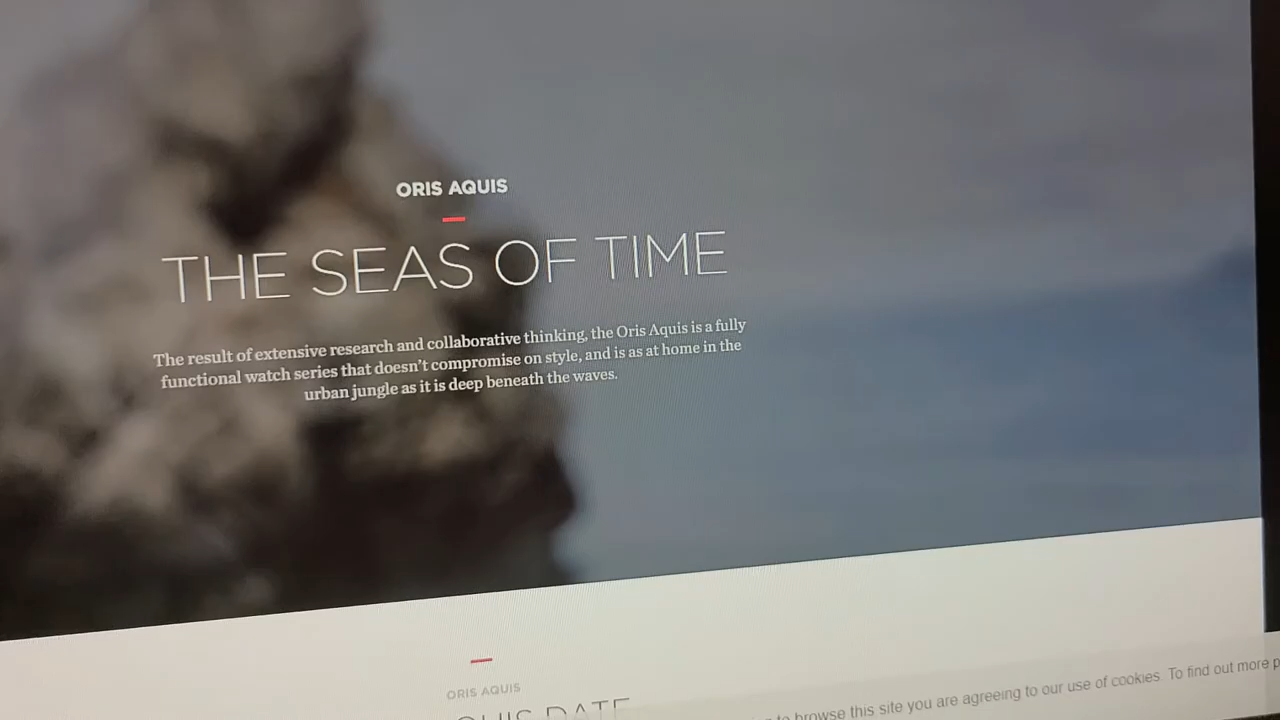 ORIS AQUIS
THE SEAS OF TIME
The result of extensive research and collaborative thinking, the Oris Aquis is a fully
functional watch series that doesn't compromise on style, and is as at home in the
urban jungle as it is deep beneath the waves.
ORIS AQUIS
DATE
to browse this site you are agreeing to our use of cookies. To find out more